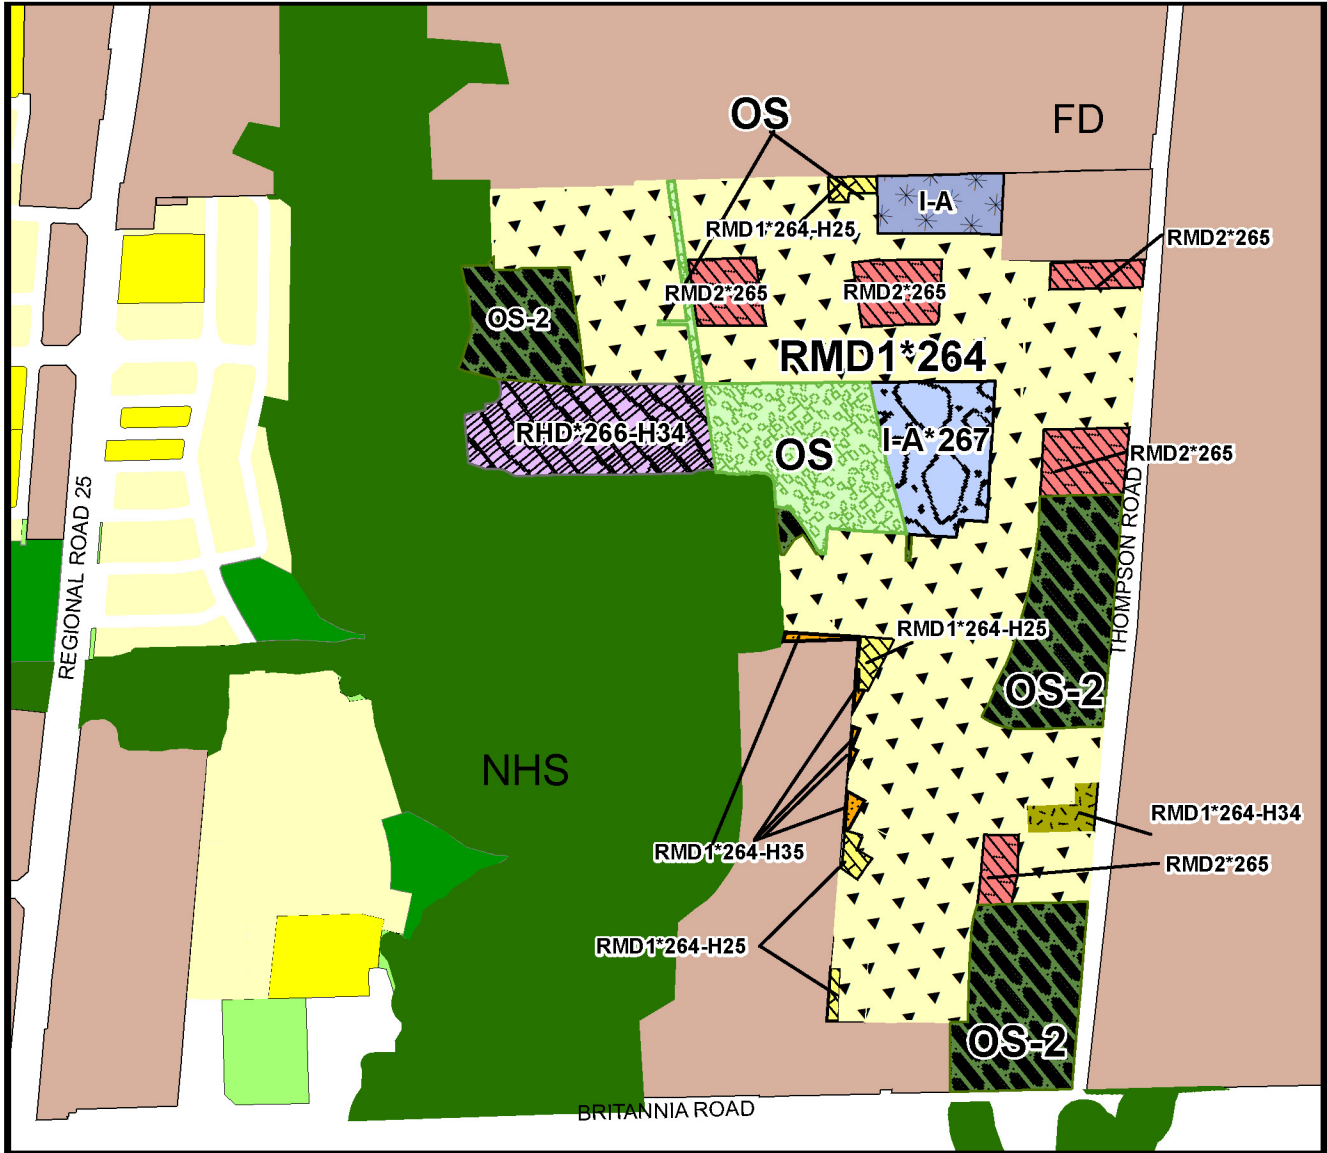 OS
FD
I-A
RMD1*264-H25
RMD2*265
RMD2*265
RMD2*265
OS-2
RMD1*264
RHD*266-H34
OS
I-A*267
RMD2*265
REGIONAL ROAD 25
THOMPSON ROAD
RMD1*264-H25
OS-2
NHS
RMD1*264-H34
RMD1*264-H35
RMD2*265
RMD1*264-H25
OS-2
BRITANNIA ROAD